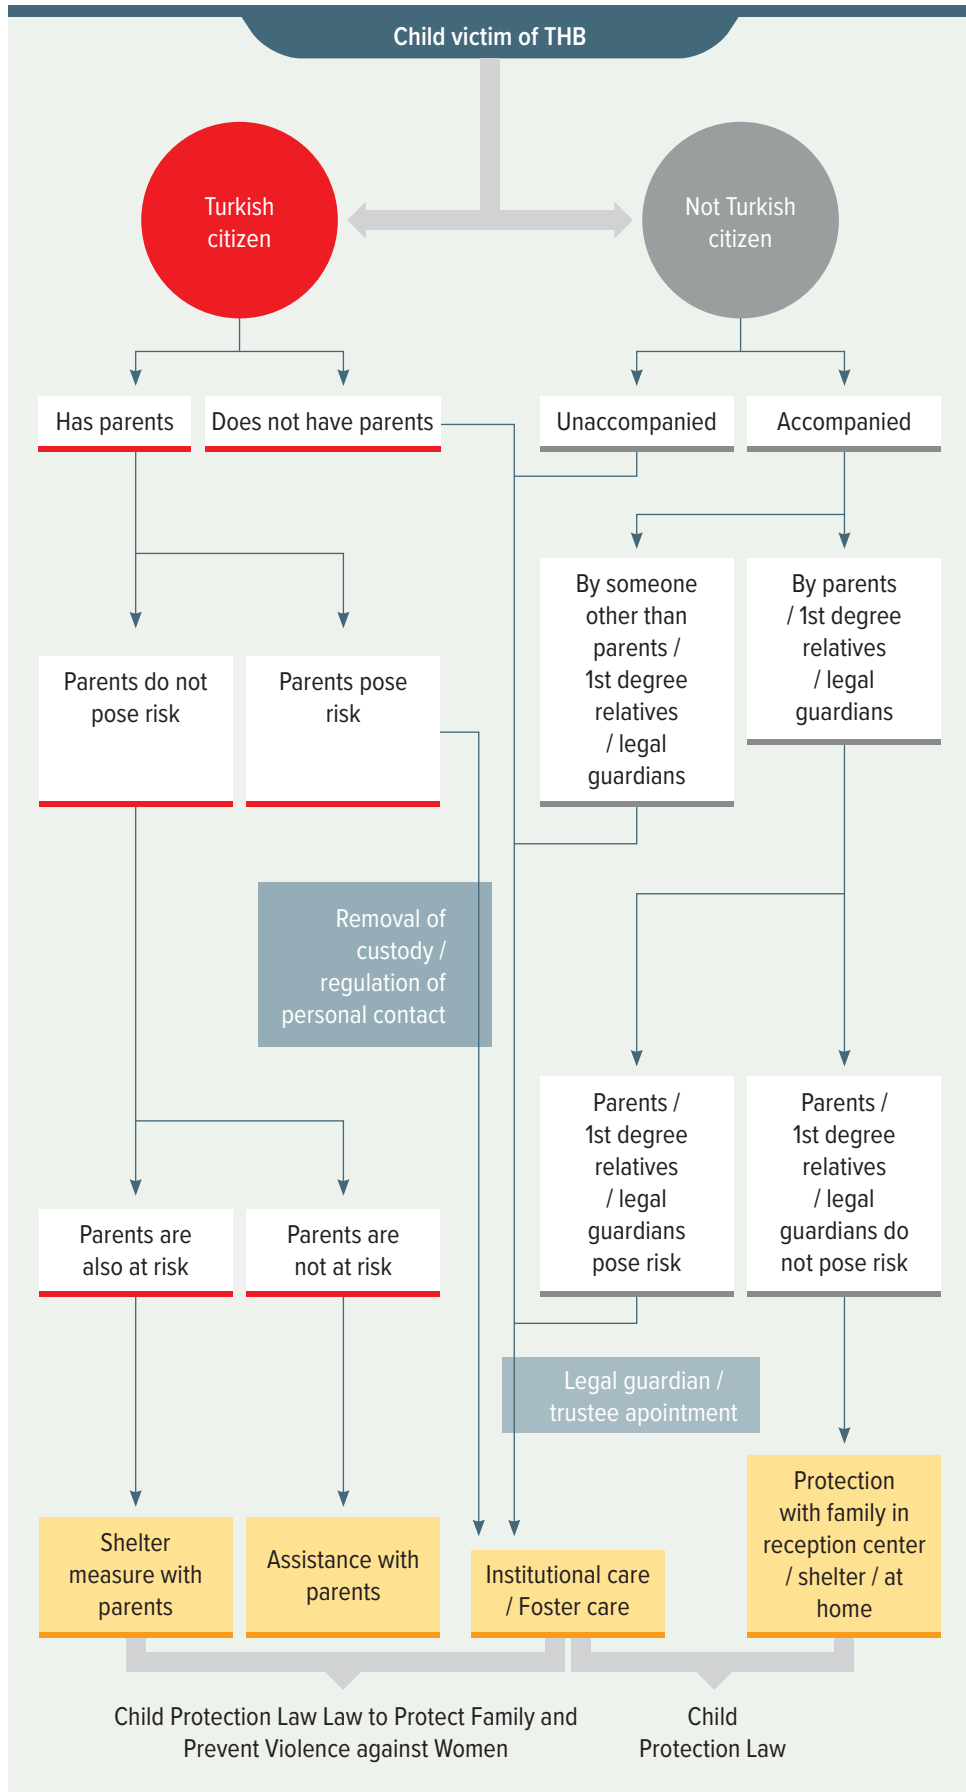 Child victim of THB
Turkish
citizen
Not Turkish
citizen
Has parents
Does not have parents
Unaccompanied
Accompanied
By someone
other than
parents /
1st degree
relatives
/ legal
guardians
By parents
/ 1st degree
relatives
/ legal
guardians
Parents do not
pose risk
Parents pose
risk
Removal of
custody /
regulation of
personal contact
Parents /
1st degree
relatives
/ legal
guardians
pose risk
Parents /
1st degree
relatives
/ legal
guardians do
not pose risk
Parents are
also at risk
Parents are
not at risk
Legal guardian /
trustee apointment
Shelter
measure with
parents
Assistance with
parents
Institutional care
/ Foster care
Protection
with family in
reception center
/ shelter / at
home
Child Protection Law Law to Protect Family and
Prevent Violence against Women
Child
Protection Law